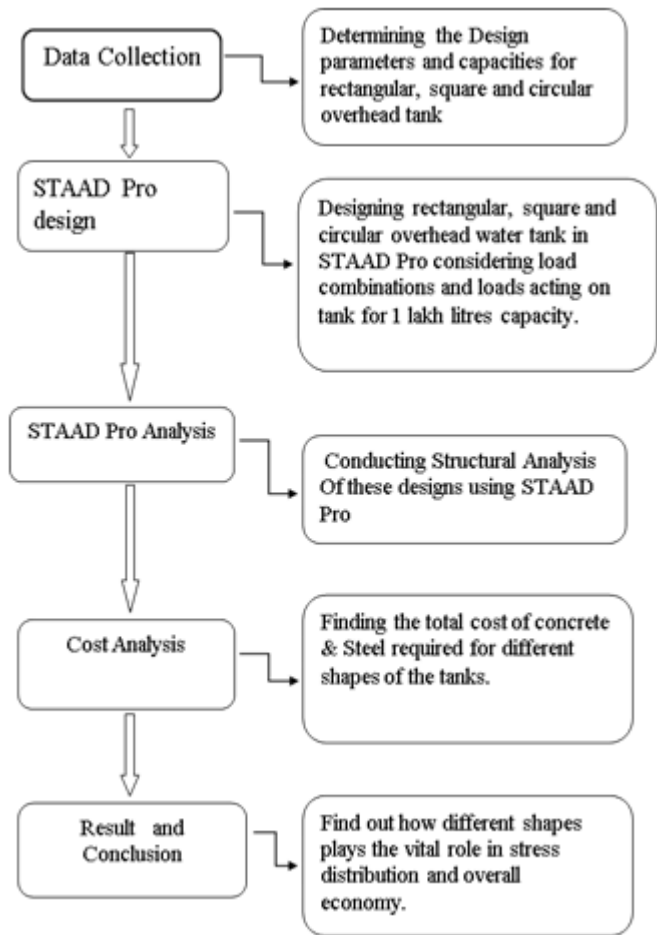 Data Collection
Determining the Design
parameters and capacities for
rectangular, square and circular
overhead tank
STAAD Pro
design
Designing rectangular, square and
circular overhead water tank in
STAAD Pro considering load
combinations and loads acting on
tank for 1 lakh litres capacity.
STAAD Pro Analysis
Conducting Structural Analysis
Of these designs using STAAD
Pro
Cost Analysis
Finding the total cost of concrete
& Steel required for different
shapes of the tanks.
Result and
Conclusion
Find out how different shapes
plays the vital role in stress
distribution and overall
economy.